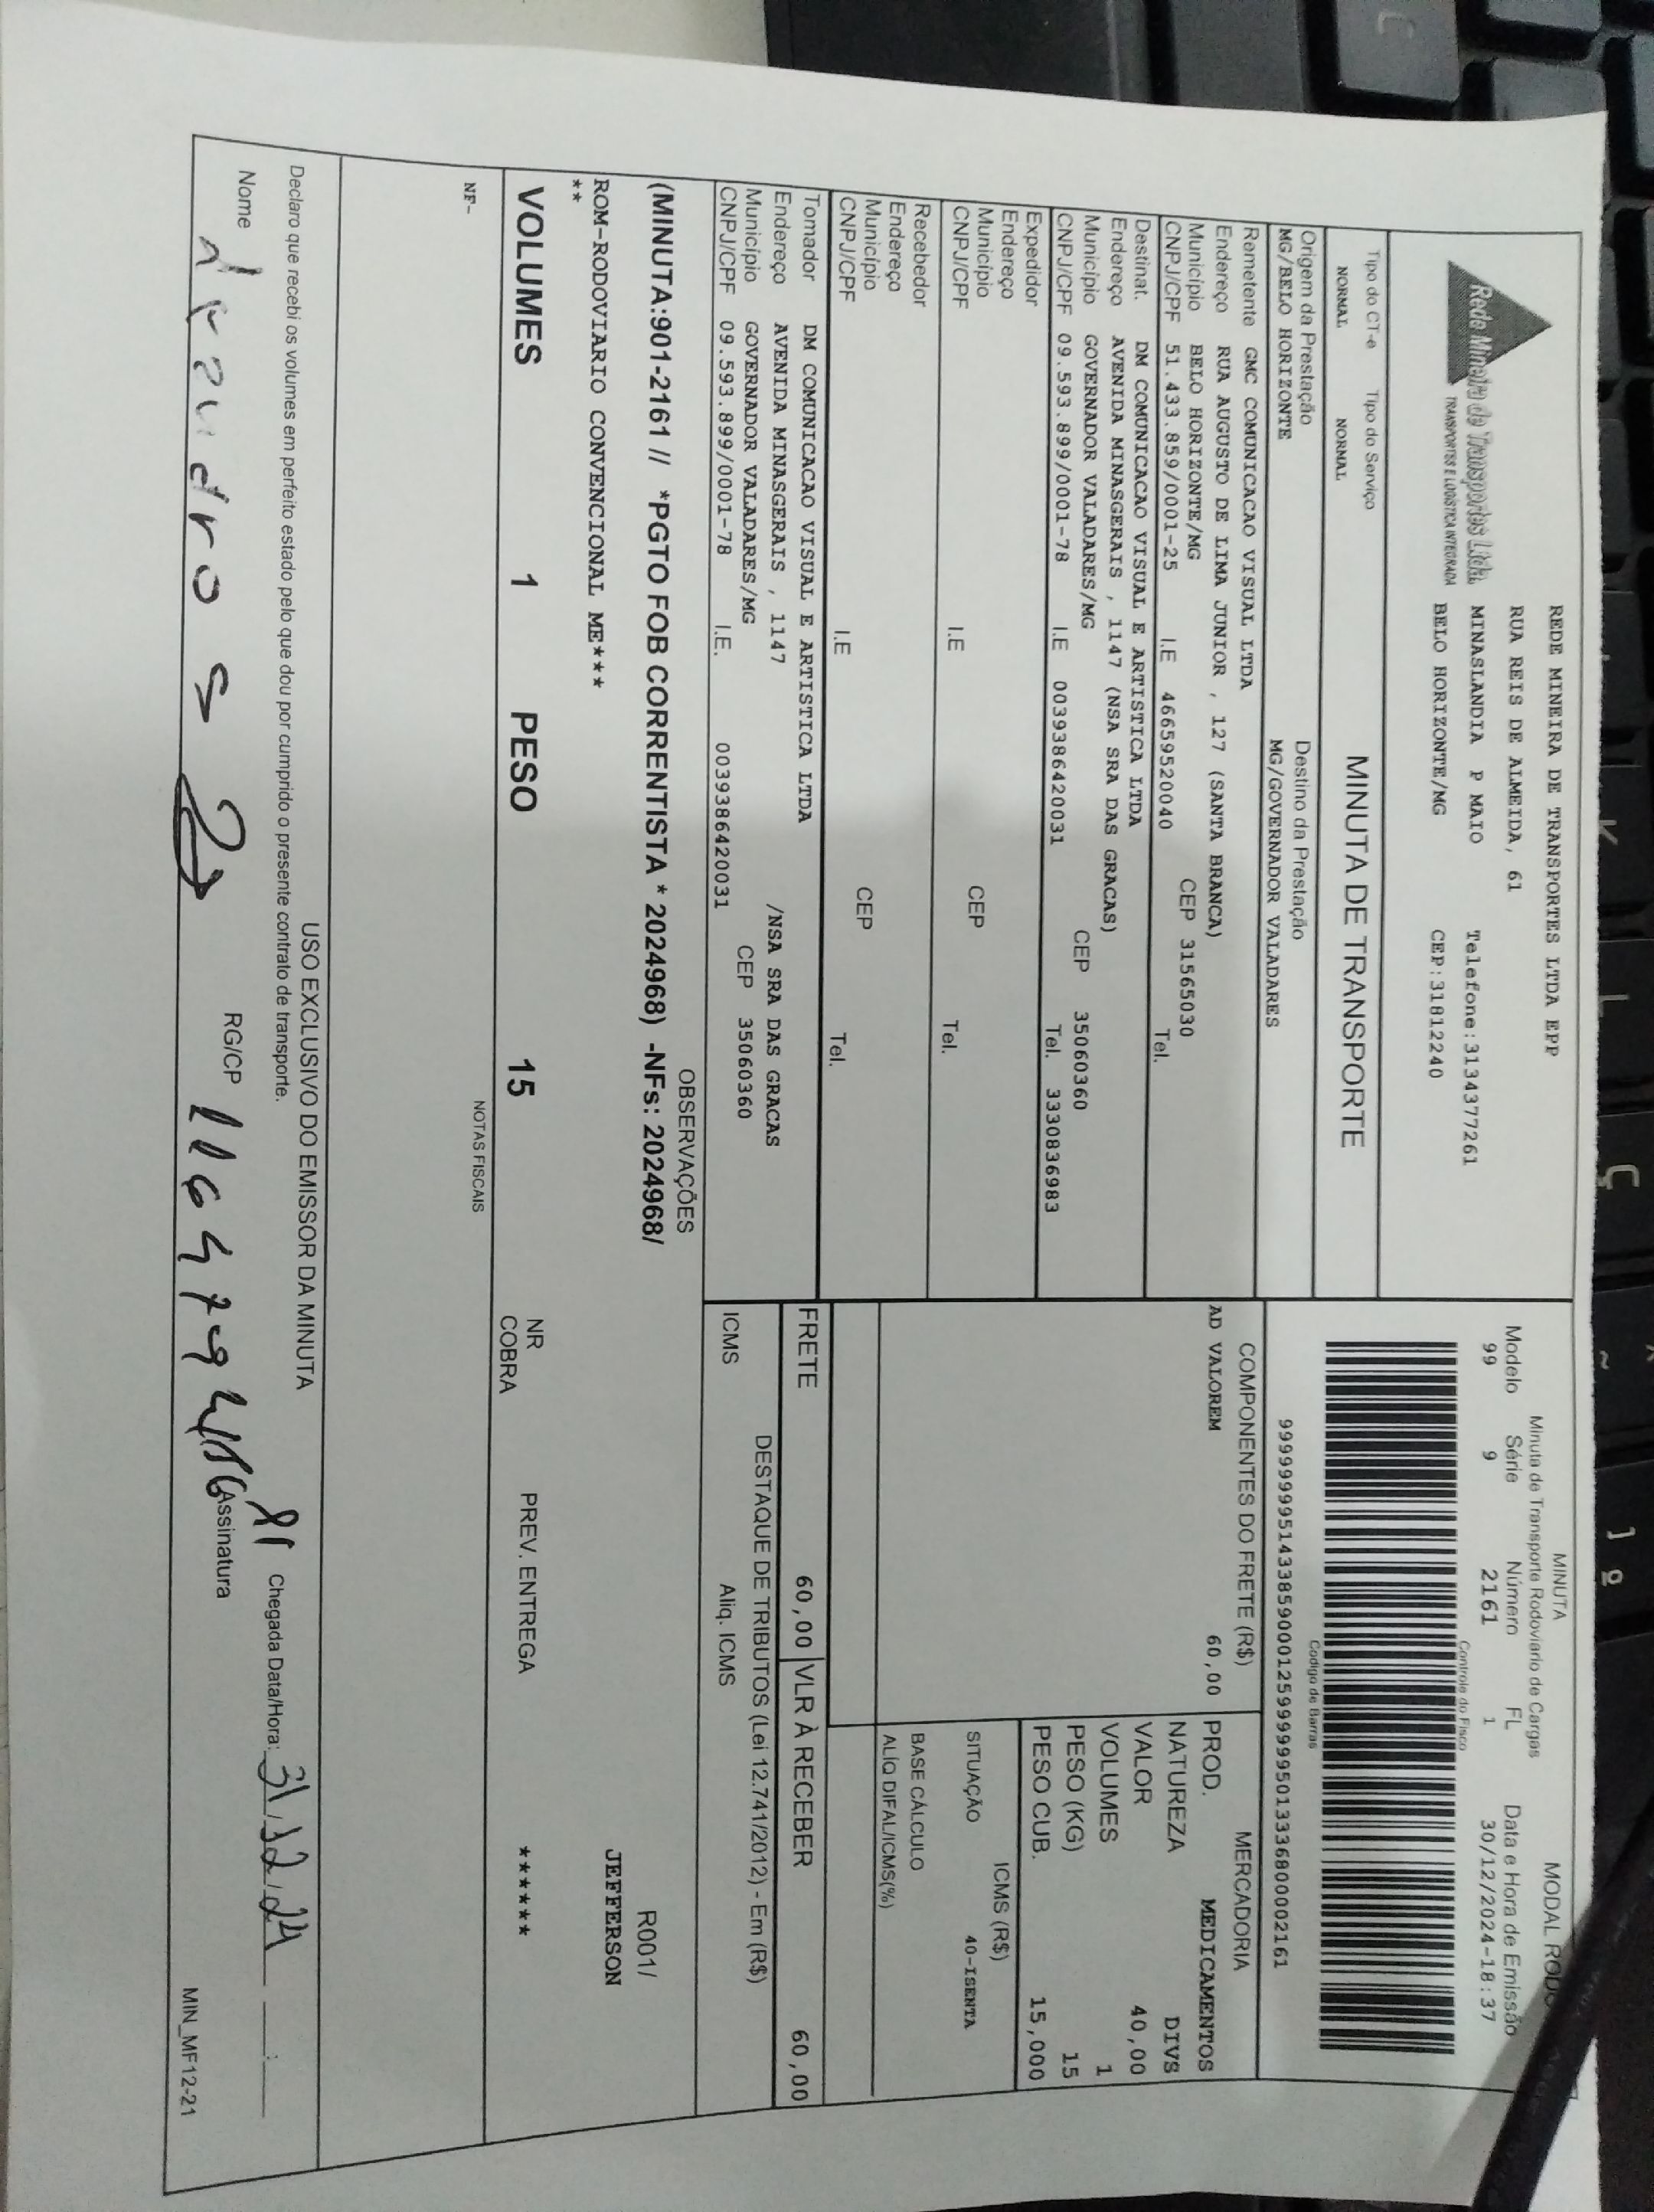 Rede Mineira de Transportes Ltda.
TRANSPORTES E LOGÍSTICA INTEGRADA
REDE MINEIRA DE TRANSPORTES LTDA EPP
RUA REIS DE ALMEIDA, 61 Telefone:3134377261
MINASLANDIA P MAIO
BELO HORIZONTE/MG CEP:31812240
Tipo do CT-e Tipo do Serviço
NORMAL NORMAL
MINUTA DE TRANSPORTE
Origem da Prestação Destino da Prestação
MG/BELO HORIZONTE MG/GOVERNADOR VALADARES
MINUTA
Minuta de Transporte Rodoviario de Cargas
Modelo Série Número FL Data e Hora de Emissão
99 9 2161 1 30/12/2024-18:37
Controle do Fisco
Codigo de Barras
Remetente GMC COMUNICACAO VISUAL LTDA
Endereço RUA AUGUSTO DE LIMA JUNIOR , 127 (SANTA BRANCA)
Município BELO HORIZONTE/MG CEP 31565030
CNPJ/CPF 51.433.859/0001-25 I.E 46659520040 Tel.
Destinat. DM COMUNICACAO VISUAL E ARTISTICA LTDA
Endereço AVENIDA MINASGERAIS , 1147 (NSA SRA DAS GRACAS)
Município GOVERNADOR VALADARES/MG CEP 35060360
CNPJ/CPF 09.593.899/0001-78 I.E 003938642​0031 Tel. 3330836983
Expedidor
Endereço
Município CEP
CNPJ/CPF I.E Tel.
Recebedor
Endereço
Município CEP
CNPJ/CPF I.E Tel.
Tomador DM COMUNICACAO VISUAL E ARTISTICA LTDA
Endereço AVENIDA MINASGERAIS , 1147 /NSA SRA DAS GRACAS
Município GOVERNADOR VALADARES/MG CEP 35060360
CNPJ/CPF 09.593.899/0001-78 I.E. 0039386420031
COMPONENTES DO FRETE (R$)
AD VALOREM 60,00
MERCADORIA
PROD. MEDICAMENTOS
NATUREZA DIVS
VALOR 40,00
VOLUMES 1
PESO (KG) 15
PESO CUB. 15,000
ICMS (R$)
SITUAÇÃO 40-ISENTA
BASE CÁLCULO
ALÍQ DIFAL/ICMS(%)
FRETE 60,00 VLR À RECEBER 60,00
DESTAQUE DE TRIBUTOS (Lei 12.741/2012) - Em (R$)
ICMS Aliq. ICMS
OBSERVAÇÕES
(MINUTA:901-2161 // *PGTO FOB CORRENTISTA * 2024968) -NFs: 2024968/
R001/
JEFFERSON
ROM-RODOVIARIO CONVENCIONAL ME****
**
VOLUMES 1 PESO 15 NR COBRA PREV. ENTREGA ******
NOTAS FISCAIS
NF-
USO EXCLUSIVO DO EMISSOR DA MINUTA
Declaro que recebi os volumes em perfeito estado pelo que dou por cumprido o presente contrato de transporte.
Chegada Data/Hora: 31/12/24
Nome RG/CP Assinatura
MIN_MF12-21